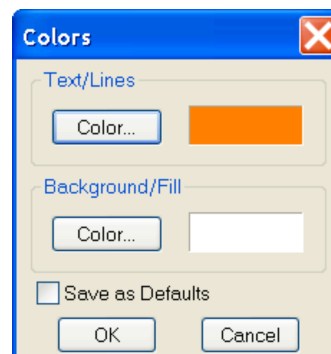 Colors
Text/Lines
Color...
Background/Fill
Color...
Save as Defaults
OK Cancel